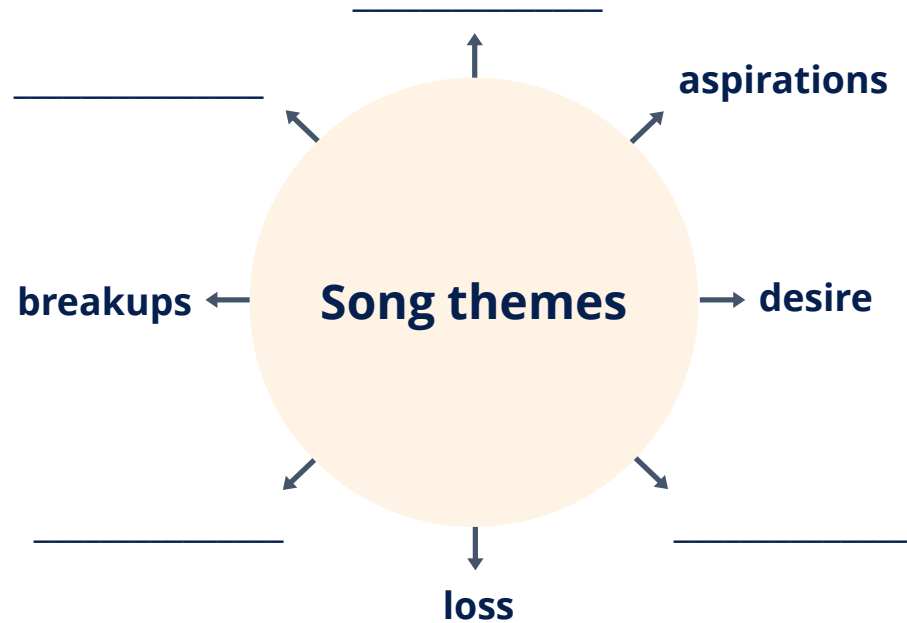 aspirations
breakups
Song themes
desire
loss